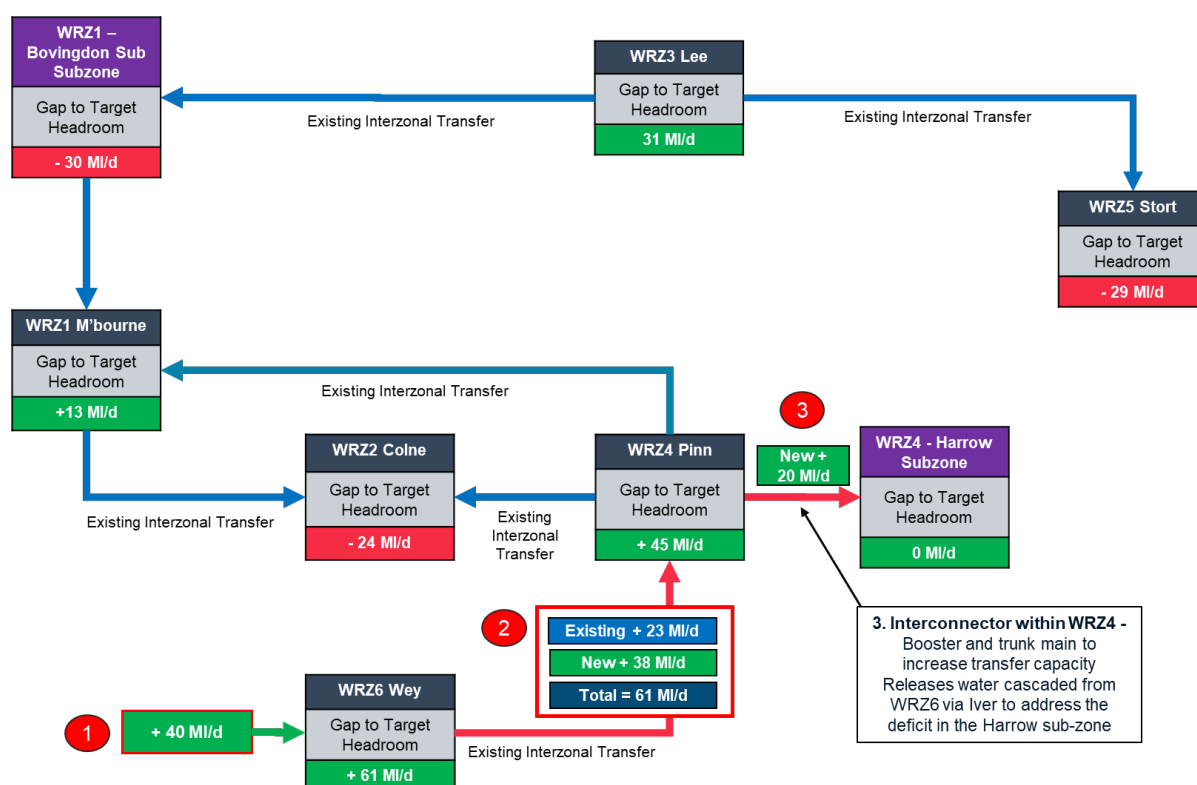 WRZ1 –
Bovingdon Sub
Subzone
Gap to Target
Headroom
- 30 Ml/d
Existing Interzonal Transfer
WRZ3 Lee
Gap to Target
Headroom
31 Ml/d
Existing Interzonal Transfer
WRZ5 Stort
Gap to Target
Headroom
- 29 Ml/d
WRZ1 M'bourne
Gap to Target
Headroom
+13 Ml/d
Existing Interzonal Transfer
Existing Interzonal Transfer
WRZ2 Colne
Gap to Target
Headroom
- 24 Ml/d
Existing
Interzonal
Transfer
WRZ4 Pinn
Gap to Target
Headroom
+ 45 Ml/d
3
New +
20 Ml/d
WRZ4 - Harrow
Subzone
Gap to Target
Headroom
0 Ml/d
3. Interconnector within WRZ4 -
Booster and trunk main to
increase transfer capacity
Releases water cascaded from
WRZ6 via Iver to address the
deficit in the Harrow sub-zone
2
Existing + 23 Ml/d
New + 38 Ml/d
Total = 61 Ml/d
1
+ 40 Ml/d
WRZ6 Wey
Gap to Target
Headroom
+ 61 Ml/d
Existing Interzonal Transfer